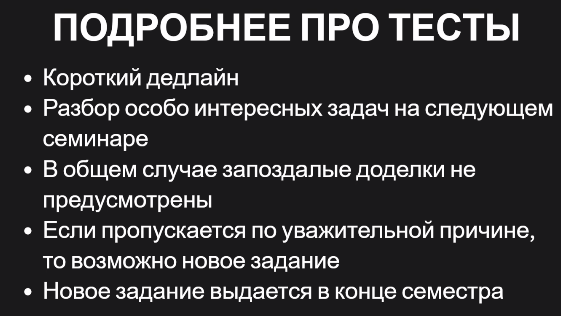 ПОДРОБНЕЕ ПРО ТЕСТЫ
• Короткий дедлайн
• Разбор особо интересных задач на следующем
семинаре
• В общем случае запоздалые доделки не
предусмотрены
• Если пропускается по уважительной причине,
то возможно новое задание
• Новое задание выдается в конце семестра